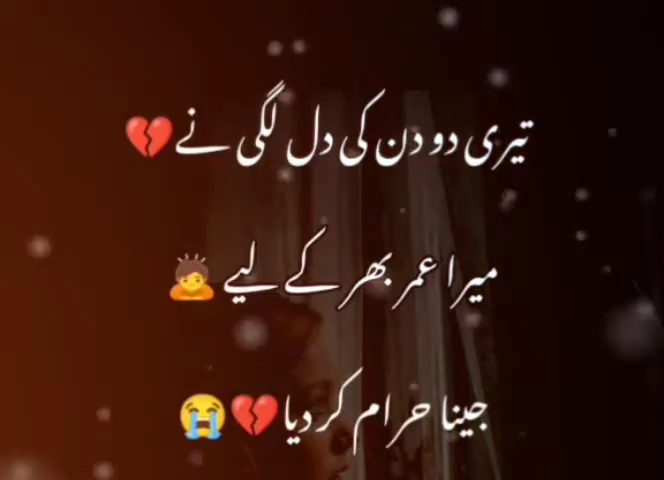 تیری دو دن کی دل لگی نے💔
میرا عمر بھر کے لیے 🙇
جینا حرام کر دیا💔😭